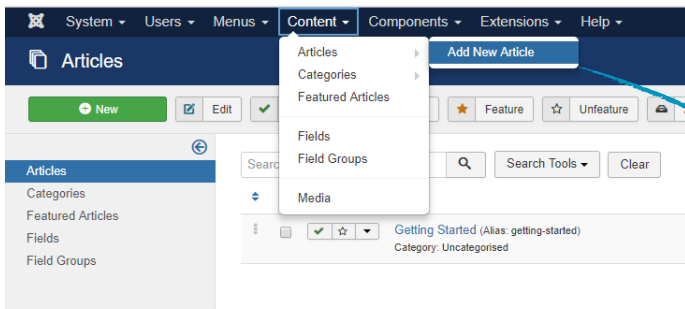 System Users Menus Content Components Extensions Help
Articles
Articles
Categories
Featured Articles
Fields
Field Groups
Media
Add New Article
New Edit Feature Unfeature
Articles
Categories
Featured Articles
Fields
Field Groups
Search Tools Clear
Getting Started (Alias: getting-started)
Category: Uncategorised